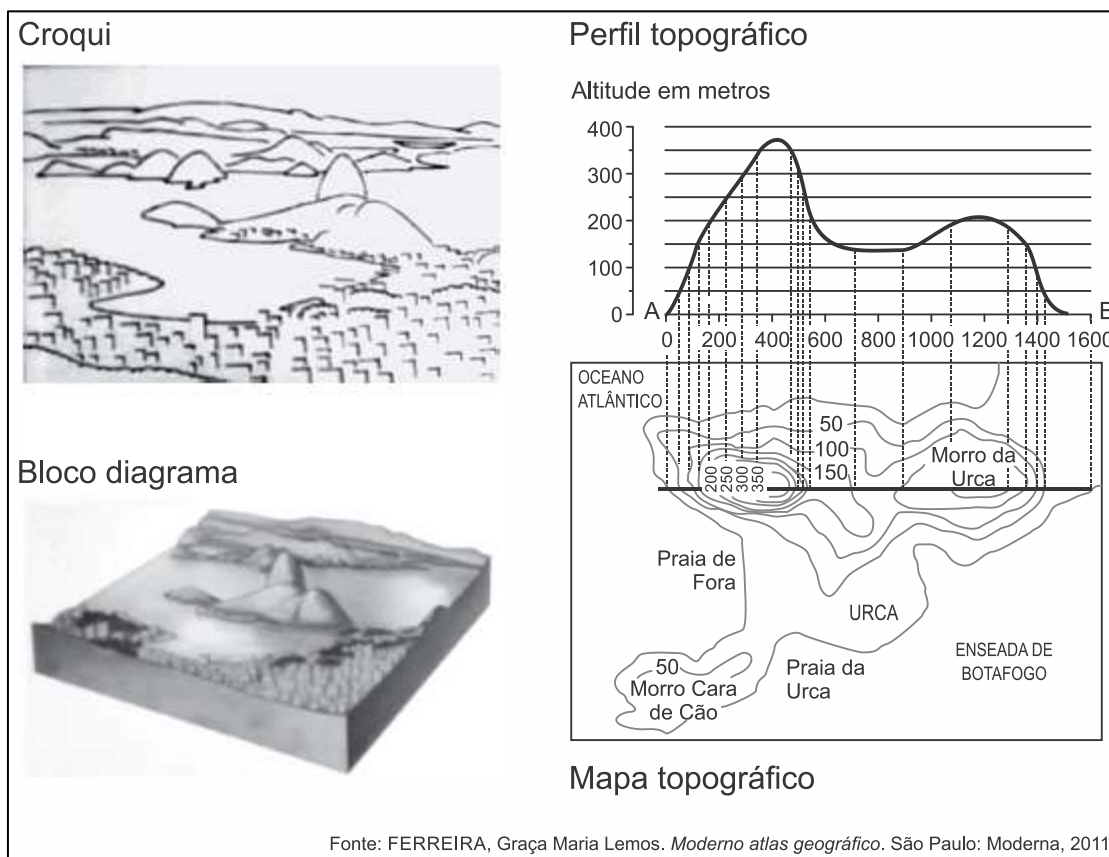 Croqui
Perfil topográfico
Altitude em metros
400
300
200
100
0
A
0 200 400 600 800 1000 1200 1400 1600
OCEANO
ATLÂNTICO
50
100
150
200
250
300
350
Morro da
Urca
Praia de
Fora
URCA
ENSEADA DE
BOTAFOGO
50
Morro Cara
de Cão
Praia da
Urca
Bloco diagrama
Mapa topográfico
Fonte: FERREIRA, Graça Maria Lemos. Moderno atlas geográfico. São Paulo: Moderna, 2011